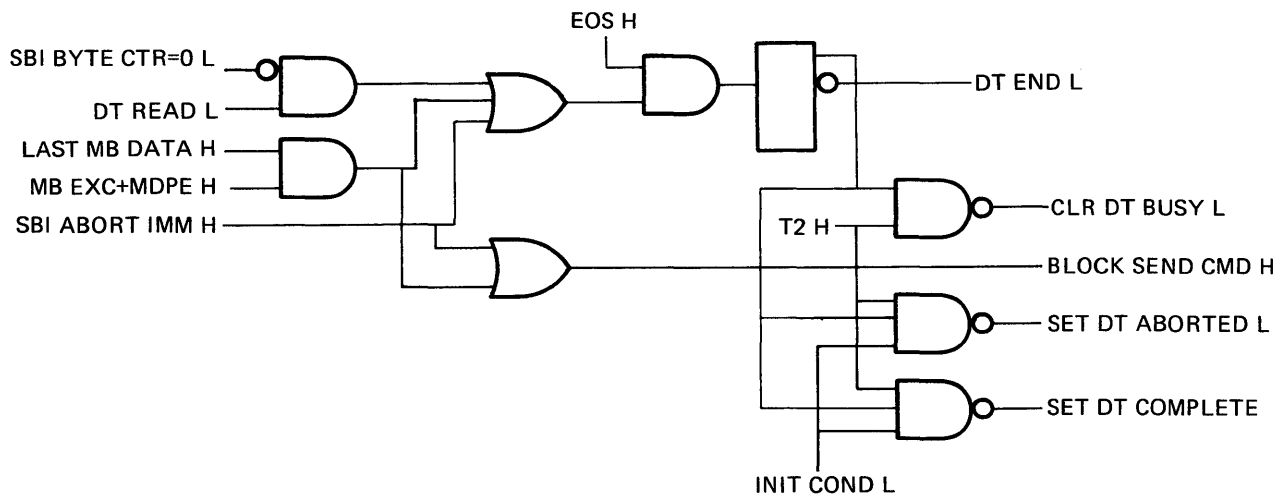 EOS H
SBI BYTE CTR=0 L
DT END L
DT READ L
LAST MB DATA H
MB EXC+MDPE H
CLR DT BUSY L
SBI ABORT IMM H
T2 H
BLOCK SEND CMD H
SET DT ABORTED L
SET DT COMPLETE
INIT COND L